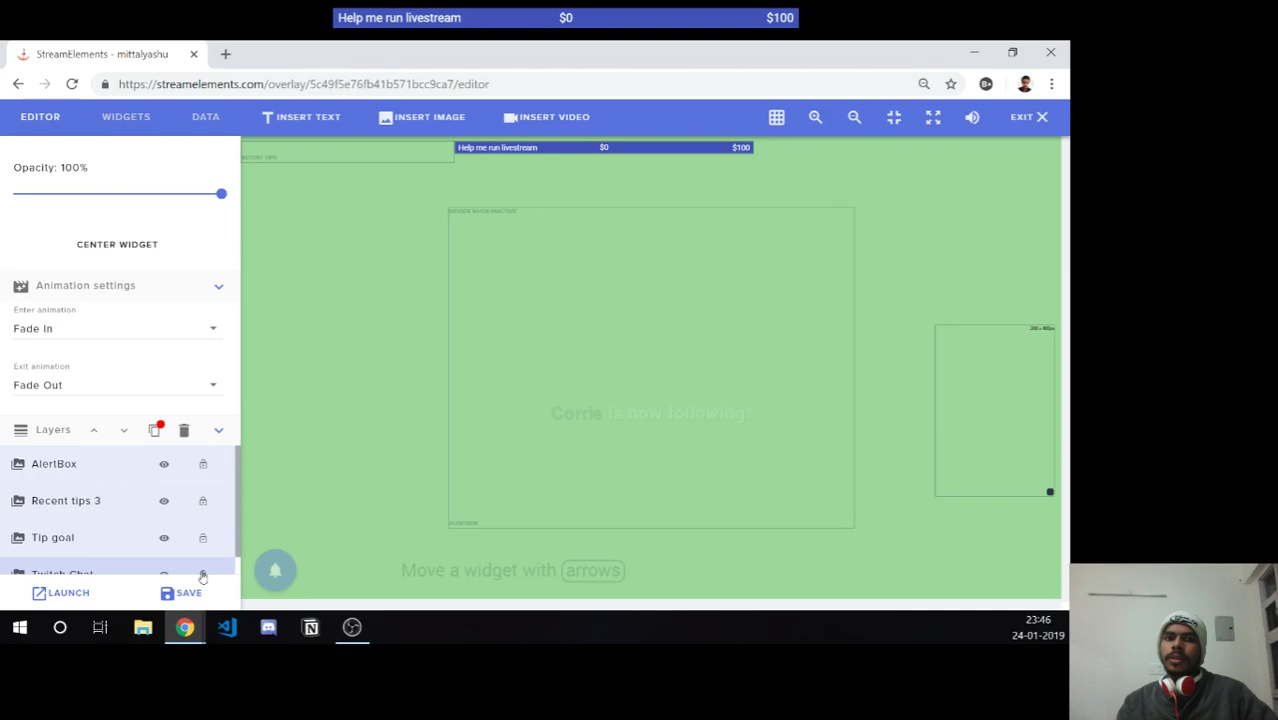 Help me run livestream $0 $100
StreamElements - mittalyashu
https://streamelements.com/overlay/5c49f5e76fb41b571bcc9ca7/editor
EDITOR WIDGETS DATA INSERT TEXT INSERT IMAGE INSERT VIDEO EXIT
Help me run livestream $0 $100
Opacity: 100%
CENTER WIDGET
Animation settings
Enter animation
Fade In
Exit animation
Fade Out
Corrie is now following!
Layers
AlertBox
Recent tips 3
Tip goal
Twitch Chat
Move a widget with arrows
LAUNCH SAVE
23:46
24-01-2019